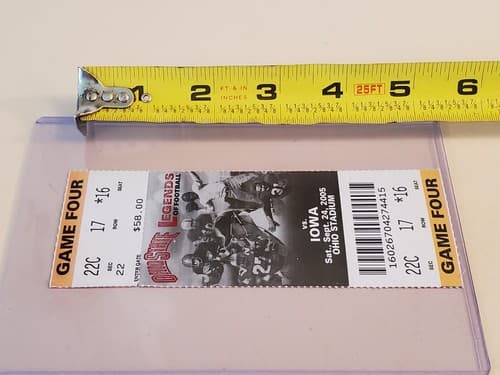 1 2 3 4 5 6
FT & IN
INCHES
25FT
GAME FOUR
22C 17 *16
SEC ROW SEAT
22 $58.00
ENTER GATE
OHIO STATE LEGENDS
OF FOOTBALL
VS.
IOWA
Sat., Sept. 24, 2005
OHIO STADIUM
16026704274415
22C 17 *16
SEC ROW SEAT
GAME FOUR